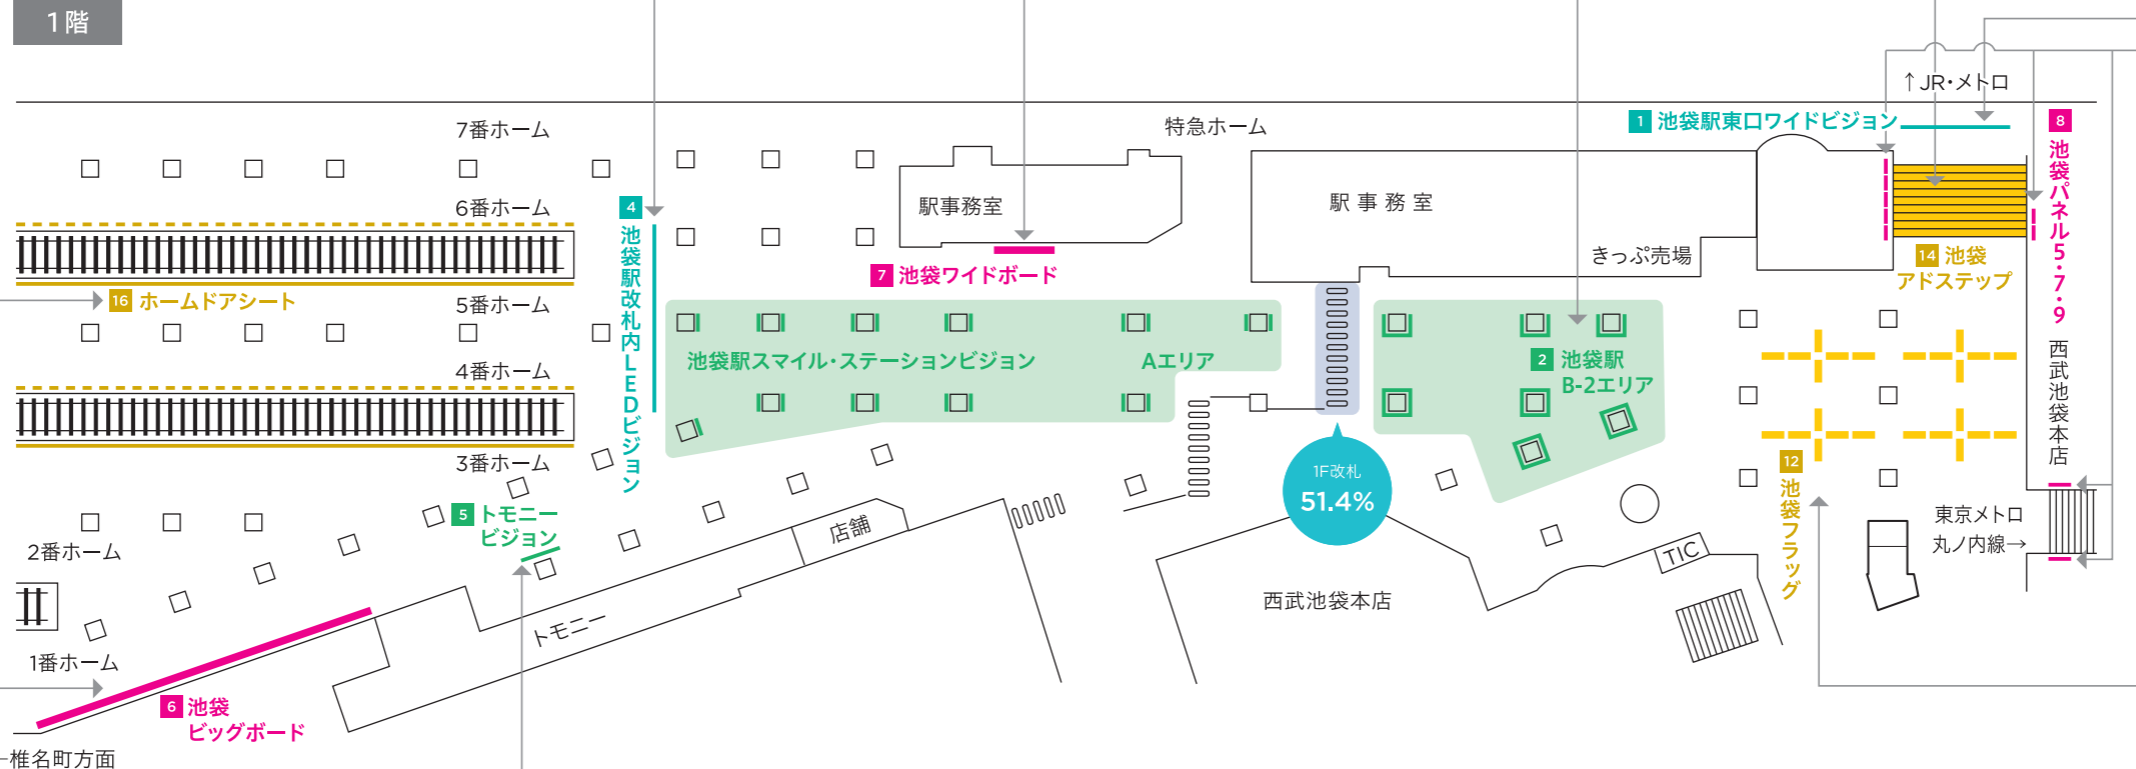 1階
↑JR・メトロ
7番ホーム
特急ホーム
1 池袋駅東口ワイドビジョン
8
池袋パネル5・7・9
西武池袋本店
6番ホーム
4
池袋駅改札内LEDビジョン
駅事務室
駅事務室
きっぷ売場
14 池袋
アドステップ
7 池袋ワイドボード
16 ホームドアシート
5番ホーム
池袋駅スマイル・ステーションビジョン
Aエリア
2 池袋駅
B-2エリア
4番ホーム
3番ホーム
1F改札
51.4%
12
池袋フラッグ
5 トモニー
ビジョン
店舗
東京メトロ
丸ノ内線→
TIC
2番ホーム
西武池袋本店
トモニー
1番ホーム
6 池袋
ビッグボード
←椎名町方面